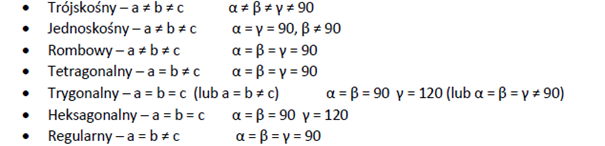 • Trójskośny – a ≠ b ≠ c α ≠ β ≠ γ ≠ 90
• Jednoskośny – a ≠ b ≠ c α = γ = 90, β ≠ 90
• Rombowy – a ≠ b ≠ c α = β = γ = 90
• Tetragonalny – a = b ≠ c α = β = γ = 90
• Trygonalny – a = b = c (lub a = b ≠ c) α = β = 90 γ = 120 (lub α = β = γ ≠ 90)
• Heksagonalny – a = b = c α = β = 90 γ = 120
• Regularny – a = b ≠ c α = β = γ = 90